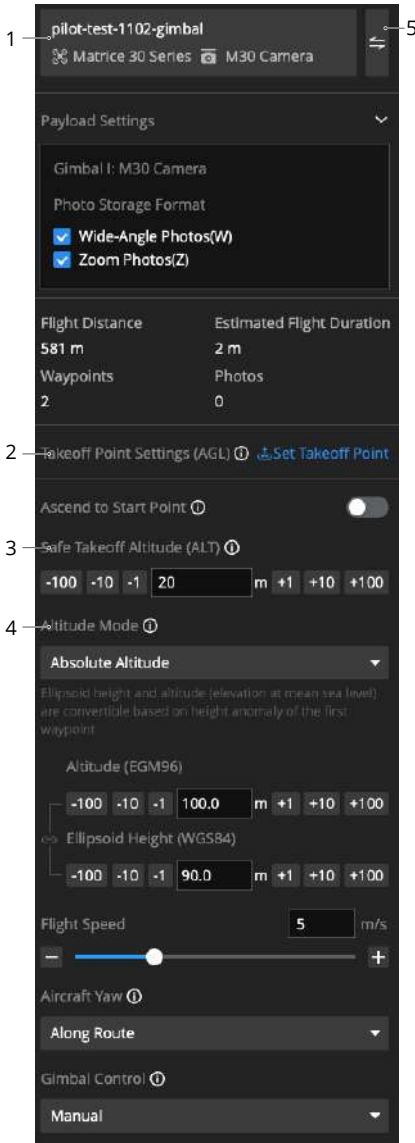 pilot-test-1102-gimbal
1
5
Matrice 30 Series M30 Camera
Payload Settings
Gimbal I: M30 Camera
Photo Storage Format
Wide-Angle Photos(W)
Zoom Photos(Z)
Flight Distance Estimated Flight Duration
581 m 2 m
Waypoints Photos
2 0
2 Takeoff Point Settings (AGL) Set Takeoff Point
Ascend to Start Point
3 Safe Takeoff Altitude (ALT)
-100 -10 -1 20 m +1 +10 +100
4 Altitude Mode
Absolute Altitude
Ellipsoid height and altitude (elevation at mean sea level)
are convertible based on height anomaly of the first
waypoint
Altitude (EGM96)
-100 -10 -1 100.0 m +1 +10 +100
Ellipsoid Height (WGS84)
-100 -10 -1 90.0 m +1 +10 +100
Flight Speed 5 m/s
Aircraft Yaw
Along Route
Gimbal Control
Manual